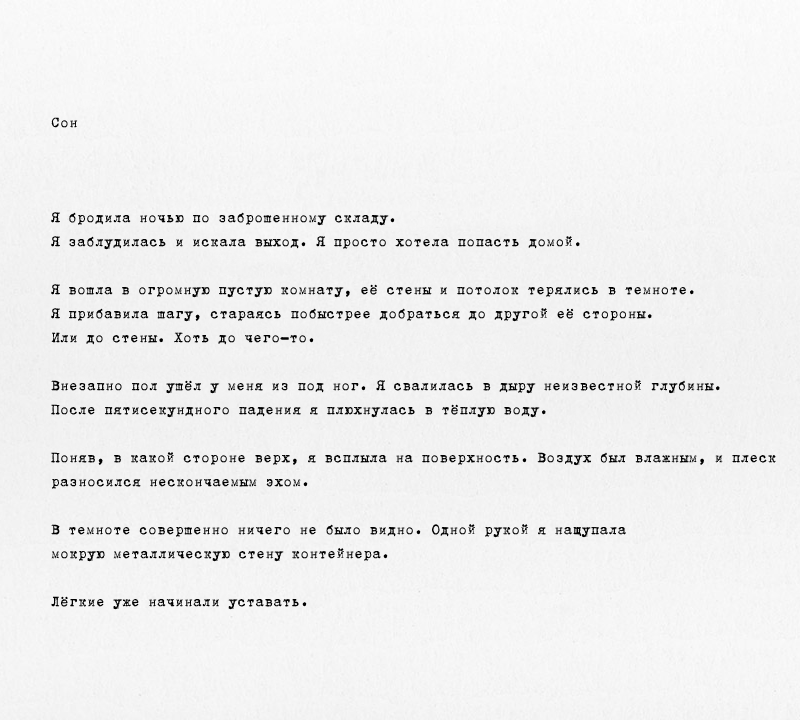 Сон
Я бродила ночью по заброшенному складу.
Я заблудилась и искала выход. Я просто хотела попасть домой.
Я вошла в огромную пустую комнату, её стены и потолок терялись в темноте.
Я прибавила шагу, стараясь побыстрее добраться до другой её стороны.
Или до стены. Хоть до чего-то.
Внезапно пол ушёл у меня из под ног. Я свалилась в дыру неизвестной глубины.
После пятисекундного падения я плюхнулась в тёплую воду.
Поняв, в какой стороне верх, я всплыла на поверхность. Воздух был влажным, и плеск
разносился нескончаемым эхом.
В темноте совершенно ничего не было видно. Одной рукой я нащупала
мокрую металлическую стену контейнера.
Лёгкие уже начинали уставать.